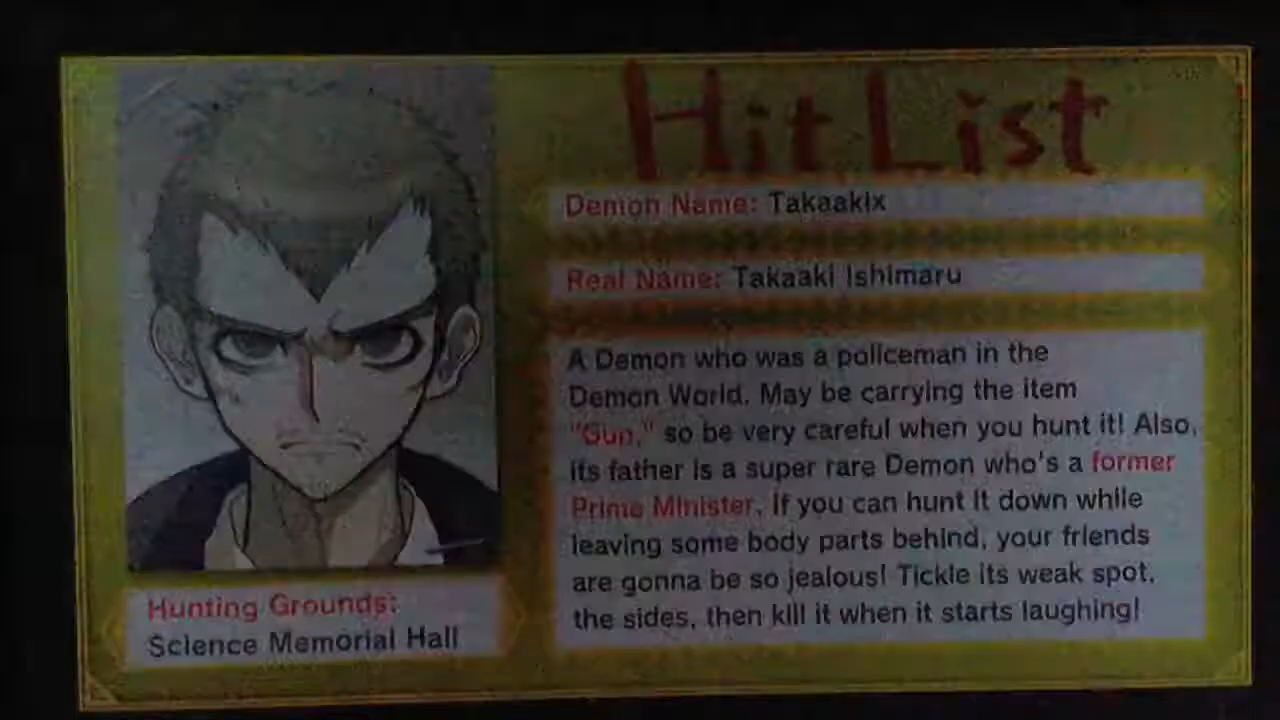 Hit List
Demon Name: Takaakix
Real Name: Takaaki Ishimaru
A Demon who was a policeman in the
Demon World. May be carrying the item
"Gun," so be very careful when you hunt it! Also,
its father is a super rare Demon who's a former
Prime Minister. If you can hunt it down while
leaving some body parts behind, your friends
are gonna be so jealous! Tickle its weak spot,
the sides, then kill it when it starts laughing!
Hunting Grounds:
Science Memorial Hall